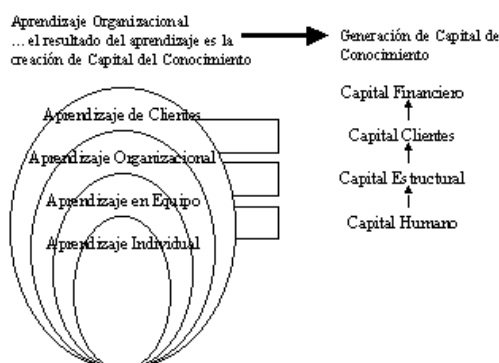 Aprendizaje Organizacional
... el resultado del aprendizaje es la
creación de Capital del Conocimiento
Generación de Capital de
Conocimiento
Aprendizaje de Clientes
Aprendizaje Organizacional
Aprendizaje en Equipo
Aprendizaje Individual
Capital Financiero
Capital Clientes
Capital Estructural
Capital Humano